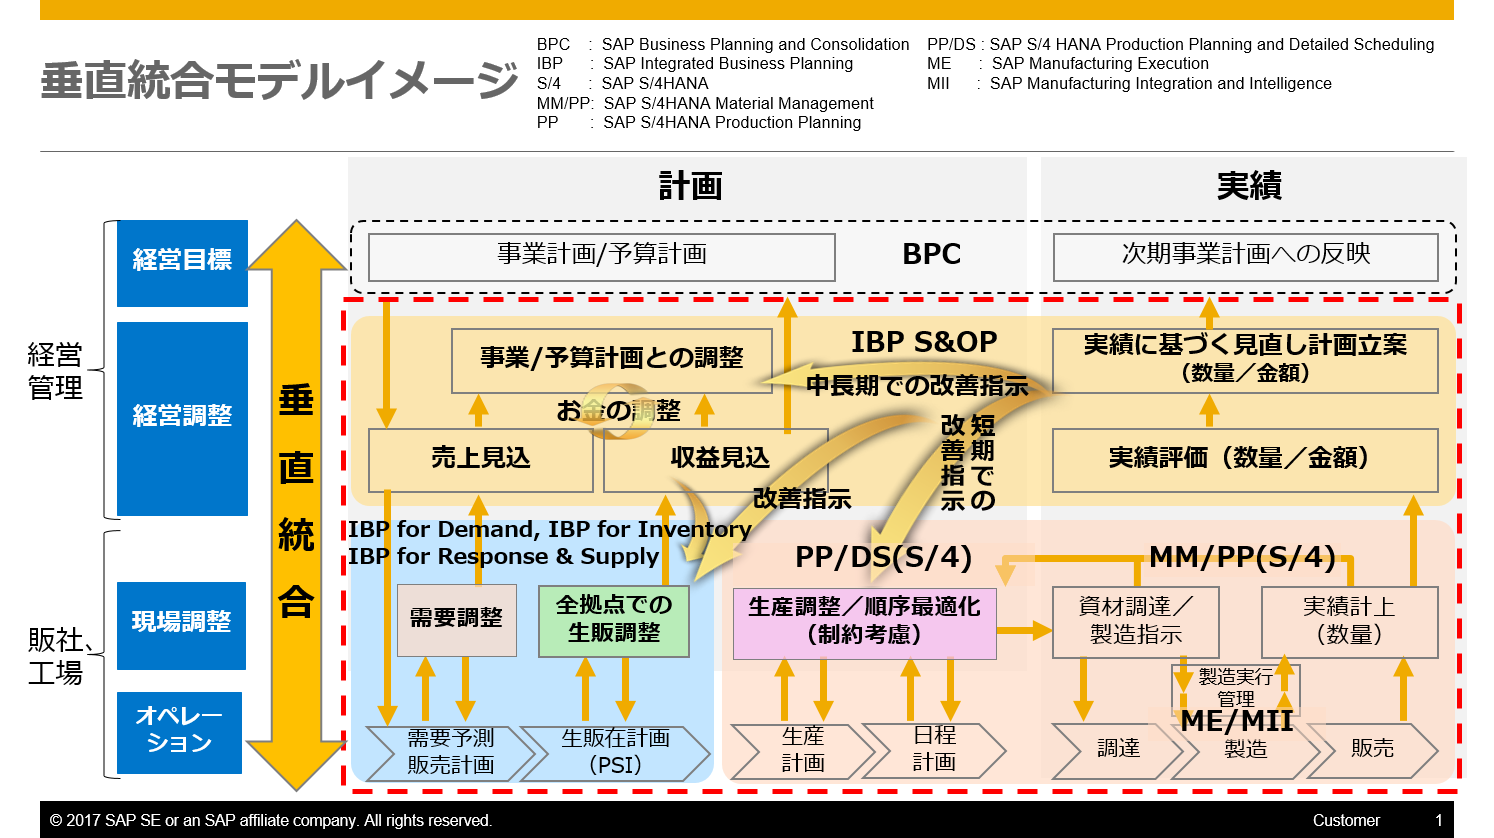 垂直統合モデルイメージ
BPC : SAP Business Planning and Consolidation
IBP : SAP Integrated Business Planning
S/4 : SAP S/4HANA
MM/PP: SAP S/4HANA Material Management
PP : SAP S/4HANA Production Planning
PP/DS : SAP S/4 HANA Production Planning and Detailed Scheduling
ME : SAP Manufacturing Execution
MII : SAP Manufacturing Integration and Intelligence
計画
実績
経営
管理
経営目標
経営調整
販社、
工場
現場調整
オペレー
ション
垂
直
統
合
事業計画/予算計画
BPC
次期事業計画への反映
事業/予算計画との調整
IBP S&OP
実績に基づく見直し計画立案
（数量／金額）
中長期での改善指示
お金の調整
短期での
改善指示
売上見込
収益見込
実績評価（数量／金額）
改善指示
IBP for Demand, IBP for Inventory
IBP for Response & Supply
PP/DS(S/4)
MM/PP(S/4)
需要調整
全拠点での
生販調整
生産調整／順序最適化
（制約考慮）
資材調達／
製造指示
実績計上
（数量）
製造実行
管理
ME/MII
需要予測
販売計画
生販在計画
（PSI）
生産
計画
日程
計画
調達
製造
販売
© 2017 SAP SE or an SAP affiliate company. All rights reserved.
Customer
1